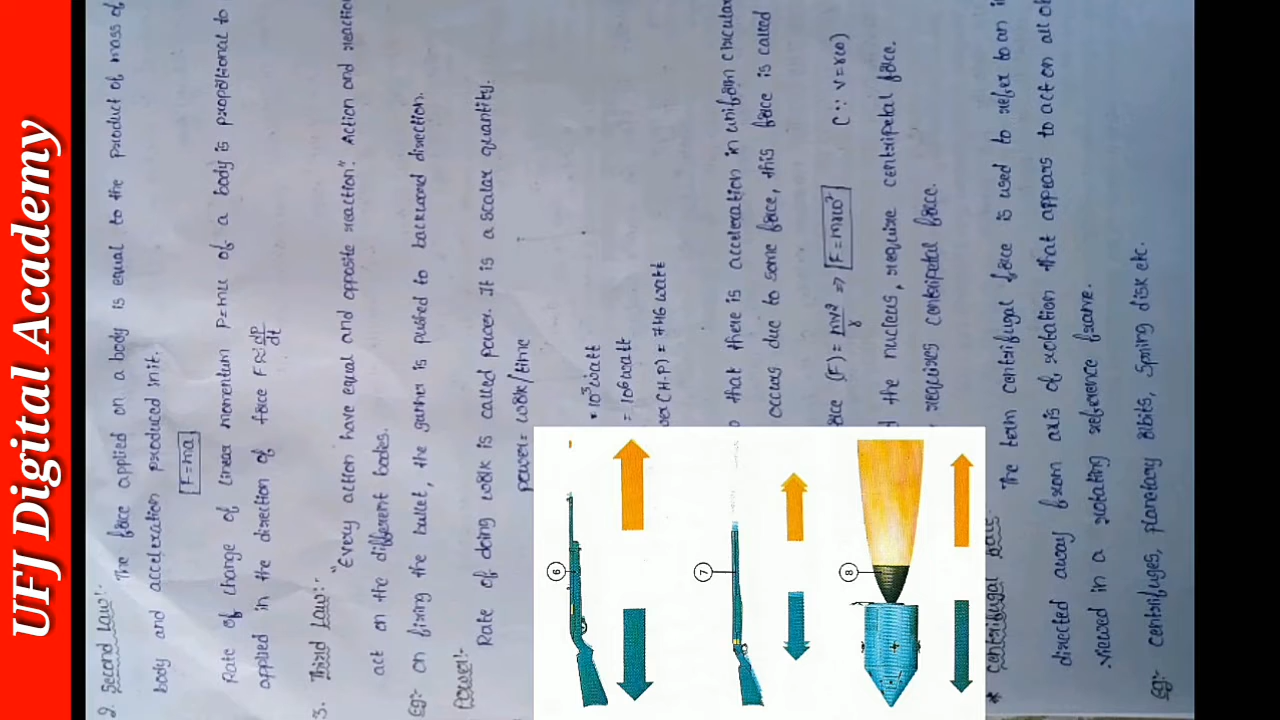 UFJ Digital Academy
2. Second Law:-
The force applied on a body is equal to the product of mass of
body and acceleration produced in it.
F=ma
Rate of change of linear momentum P=mu of a body is propotional to
applied in the direction of force F∝ dP/dt
3. Third Law:-
"Every action have equal and opposite reaction". Action and reaction
act on the different bodies.
Eg:- on firing the bullet, the gunner is pushed to backward direction.
Power:-
Rate of doing work is called power. It is a scalar quantity.
power= work/time
10³watt
= 10⁶watt
(H.P) = 746 watt
that there is acceleration in uniform circular
occurs due to some force, this force is called
(F) = mv²/r ⇒ F=mrω² (∵ v=rω)
the nucleus, require centripetal force.
requires centripetal force.
* Centrifugal
The term centrifugal force is used to refer to an
directed away from axis of rotation that appears to act on all
viewed in a rotating reference frame.
Eg:- centrifuges, planetary orbits, spring disk etc.
6
7
8